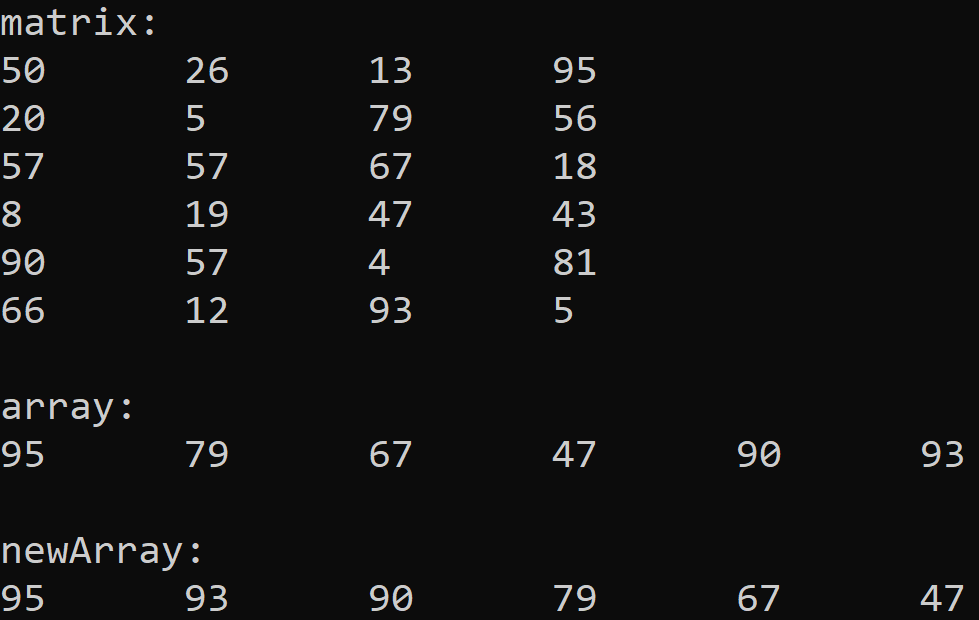 matrix:
50 26 13 95
20 5 79 56
57 57 67 18
8 19 47 43
90 57 4 81
66 12 93 5
array:
95 79 67 47 90 93
newArray:
95 93 90 79 67 47